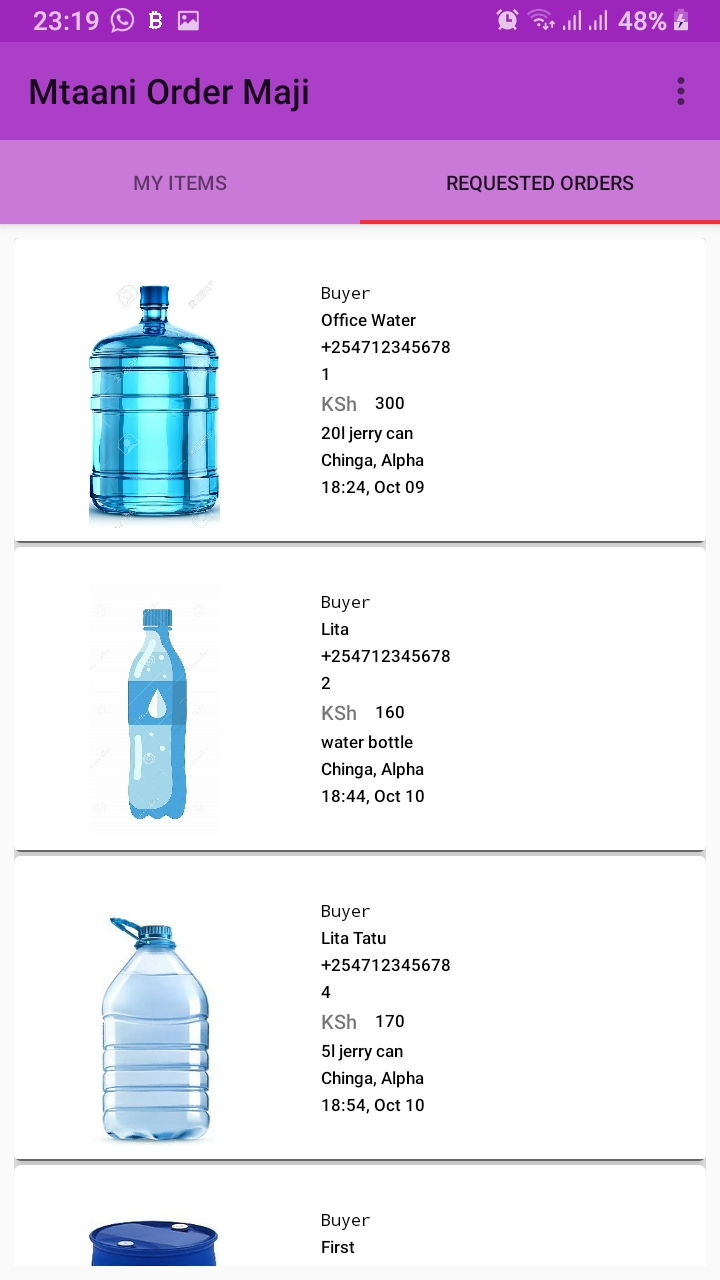 23:19
48%
Mtaani Order Maji
MY ITEMS
REQUESTED ORDERS
Buyer
Office Water
+254712345678
1
KSh 300
20l jerry can
Chinga, Alpha
18:24, Oct 09
Buyer
Lita
+254712345678
2
KSh 160
water bottle
Chinga, Alpha
18:44, Oct 10
Buyer
Lita Tatu
+254712345678
4
KSh 170
5l jerry can
Chinga, Alpha
18:54, Oct 10
Buyer
First